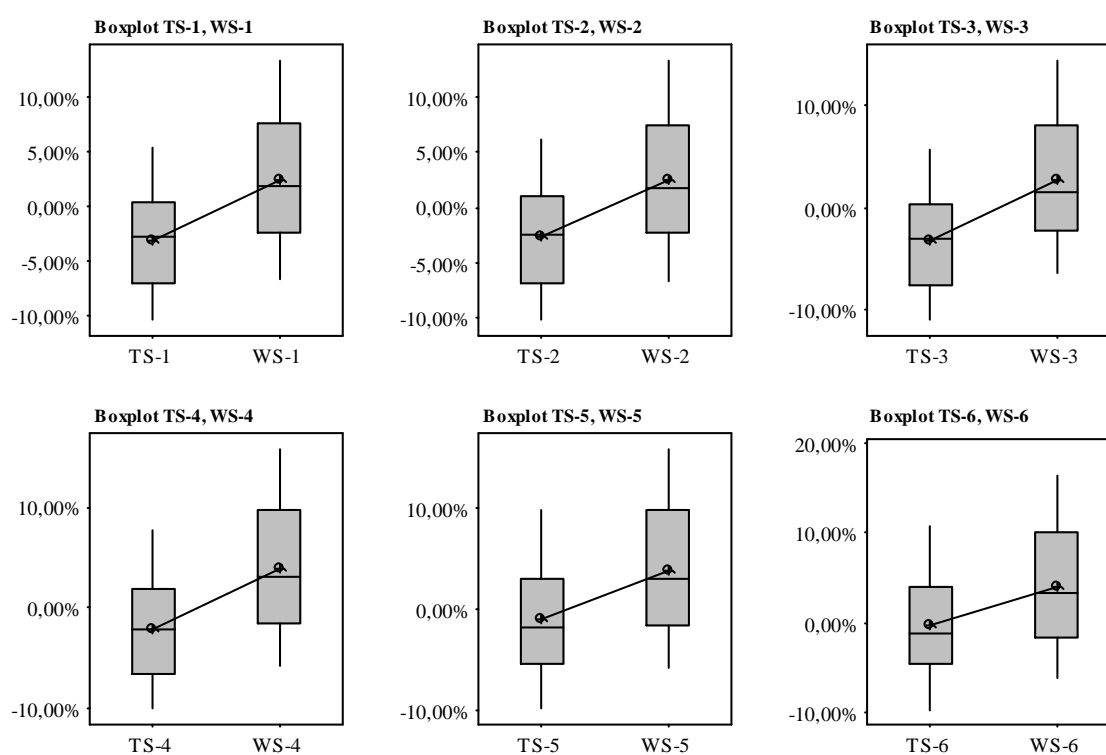 Boxplot TS-1, WS-1
10,00%
5,00%
0,00%
-5,00%
-10,00%
TS-1 WS-1
Boxplot TS-2, WS-2
10,00%
5,00%
0,00%
-5,00%
-10,00%
TS-2 WS-2
Boxplot TS-3, WS-3
10,00%
0,00%
-10,00%
TS-3 WS-3
Boxplot TS-4, WS-4
10,00%
0,00%
-10,00%
TS-4 WS-4
Boxplot TS-5, WS-5
10,00%
0,00%
-10,00%
TS-5 WS-5
Boxplot TS-6, WS-6
20,00%
10,00%
0,00%
-10,00%
TS-6 WS-6